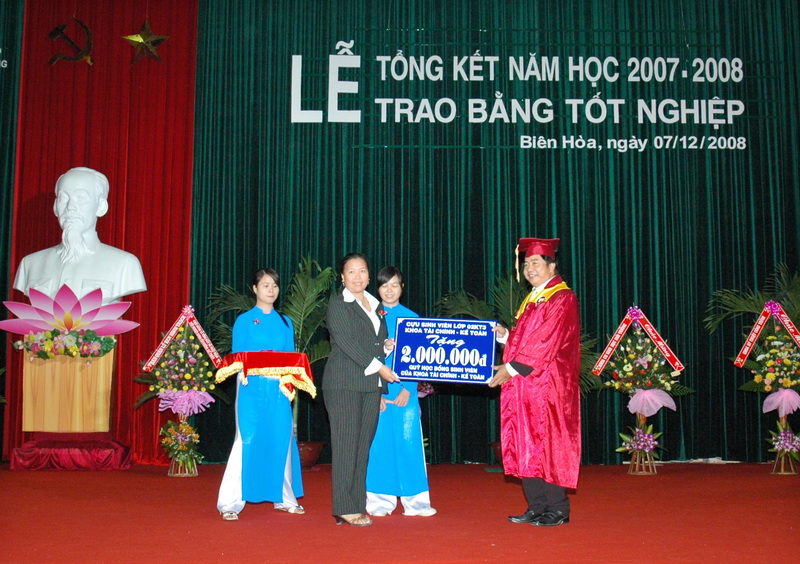 LỄ
TỔNG KẾT NĂM HỌC 2007-2008
TRAO BẰNG TỐT NGHIỆP
Biên Hòa, ngày 07/12/2008
CỰU SINH VIÊN LỚP 02KT3
KHOA TÀI CHÍNH - KẾ TOÁN
Tặng
2.000.000đ
QUỸ HỌC BỔNG SINH VIÊN
CỦA KHOA TÀI CHÍNH - KẾ TOÁN